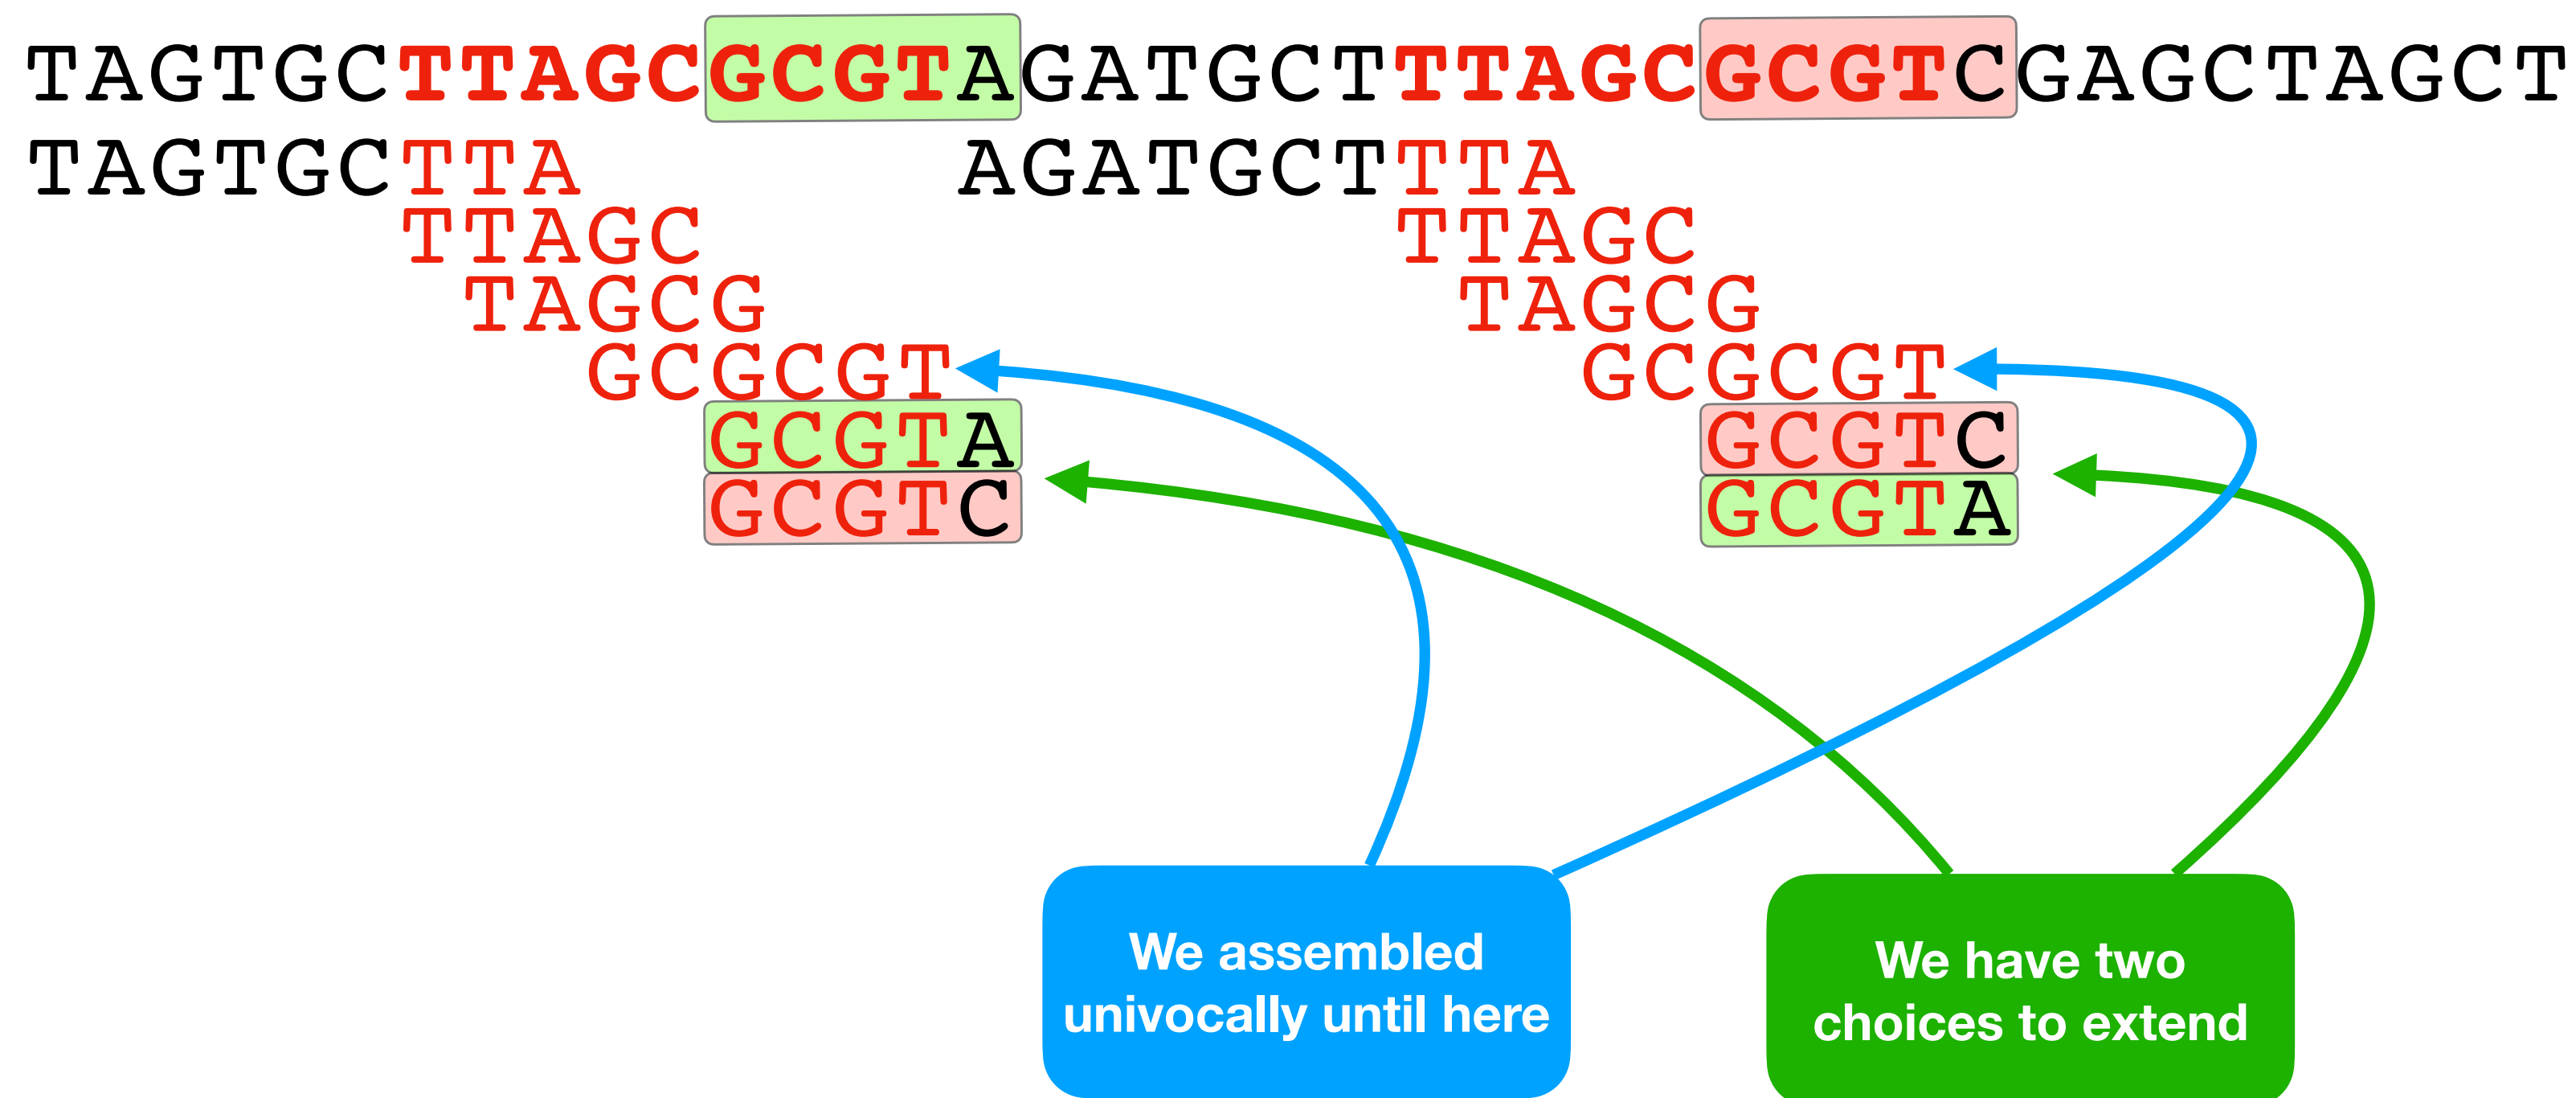 TAGTGCTTAGCGCGTAGATGCTTTAGCGCGTCGAGCTAGCT
TAGTGCTTA AGATGCTTTA
TTAGC TTAGC
TAGCG TAGCG
GCGCGT GCGCGT
GCGTA GCGTC
GCGTC GCGTA
We assembled
univocally until here
We have two
choices to extend